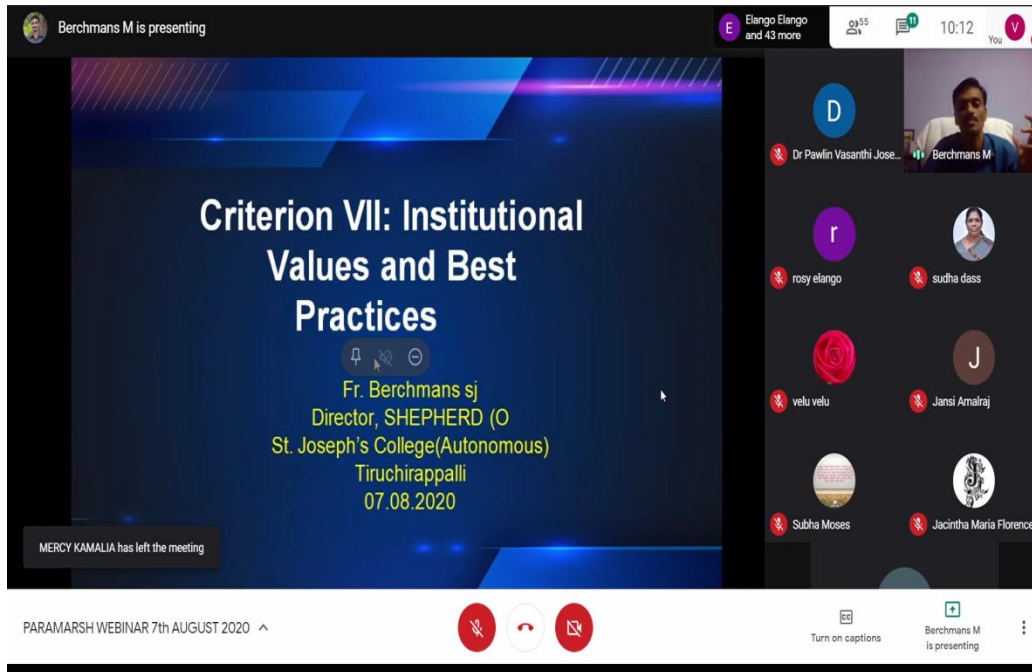 Berchmans M is presenting
E
Elango Elango
and 43 more
55
11
10:12
You
V
Criterion VII: Institutional
Values and Best
Practices
Fr. Berchmans sj
Director, SHEPHERD (O
St. Joseph's College(Autonomous)
Tiruchirappalli
07.08.2020
MERCY KAMALIA has left the meeting
D
Dr Pawlin Vasanthi Jose...
Berchmans M
r
rosy elango
sudha dass
velu velu
J
Jansi Amalraj
Subha Moses
Jacintha Maria Florence
PARAMARSH WEBINAR 7th AUGUST 2020
CC
Turn on captions
Berchmans M
is presenting